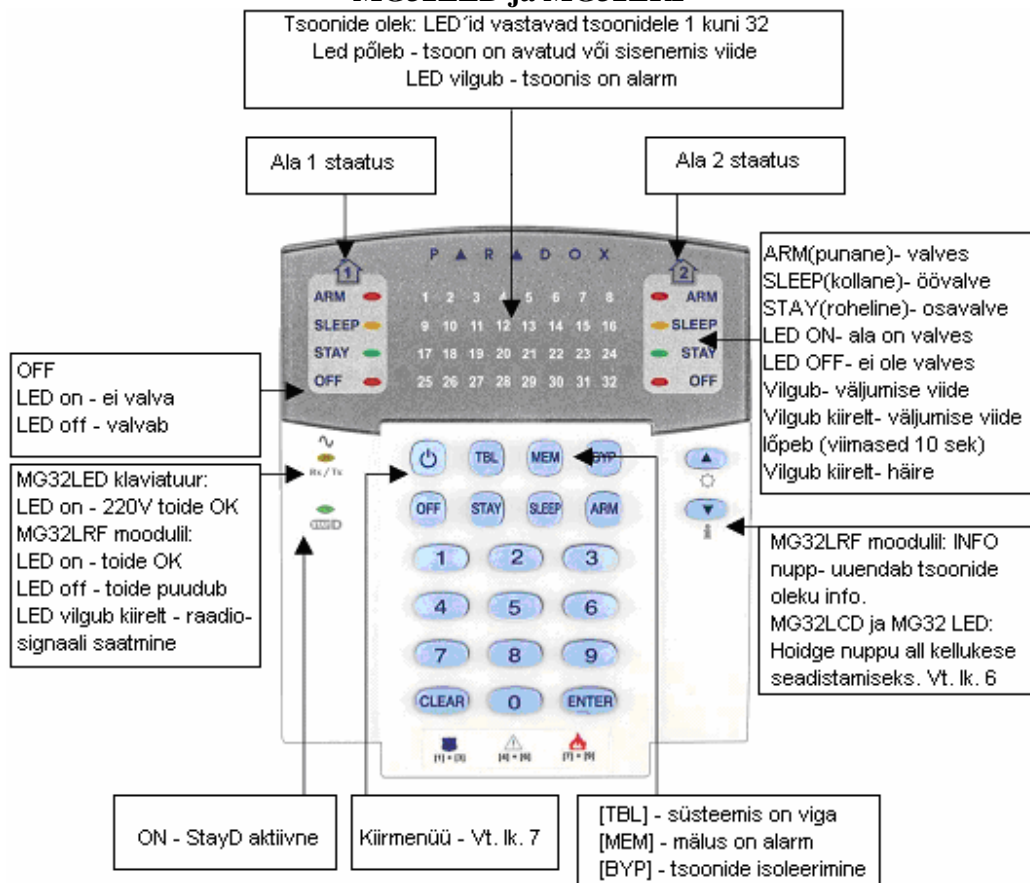 Tsoonide olek: LED´id vastavad tsoonidele 1 kuni 32
Led põleb - tsoon on avatud või sisenemis viide
LED vilgub - tsoonis on alarm
Ala 1 staatus
Ala 2 staatus
PARADOX
1
2
ARM
SLEEP
STAY
OFF
1 2 3 4 5 6 7 8
9 10 11 12 13 14 15 16
17 18 19 20 21 22 23 24
25 26 27 28 29 30 31 32
ARM
SLEEP
STAY
OFF
ARM(punane)- valves
SLEEP(kollane)- öövalve
STAY(roheline)- osavalve
LED ON- ala on valves
LED OFF- ei ole valves
Vilgub- väljumise viide
Vilgub kiirelt- väljumise viide
lõpeb (viimased 10 sek)
Vilgub kiirelt- häire
OFF
LED on - ei valva
LED off - valvab
MG32LED klaviatuur:
LED on - 220V toide OK
MG32LRF moodulil:
LED on - toide OK
LED off - toide puudub
LED vilgub kiirelt - raadio-
signaali saatmine
Rx/Tx
TBL MEM BYP
OFF STAY SLEEP ARM
1 2 3
4 5 6
7 8 9
CLEAR 0 ENTER
[1] + [3] [4] + [6] [7] + [9]
MG32LRF moodulil: INFO
nupp- uuendab tsoonide
oleku info.
MG32LCD ja MG32 LED:
Hoidge nuppu all kellukese
seadistamiseks. Vt. lk. 6
ON - StayD aktiivne
Kiirmenüü - Vt. lk. 7
[TBL] - süsteemis on viga
[MEM] - mälus on alarm
[BYP] - tsoonide isoleerimine